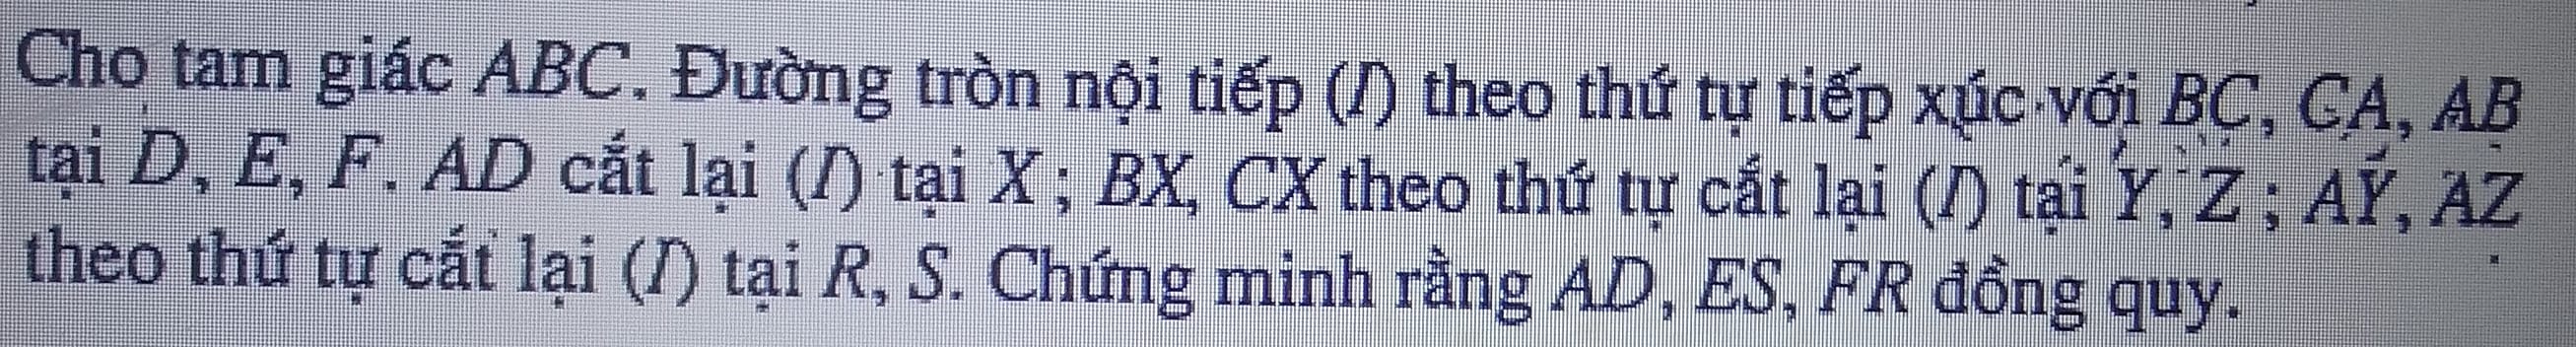 Cho tam giác ABC. Đường tròn nội tiếp (I) theo thứ tự tiếp xúc với BC, CA, AB
tại D, E, F. AD cắt lại (I) tại X ; BX, CX theo thứ tự cắt lại (I) tại Y, Z ; AY, AZ
theo thứ tự cắt lại (I) tại R, S. Chứng minh rằng AD, ES, FR đồng quy.